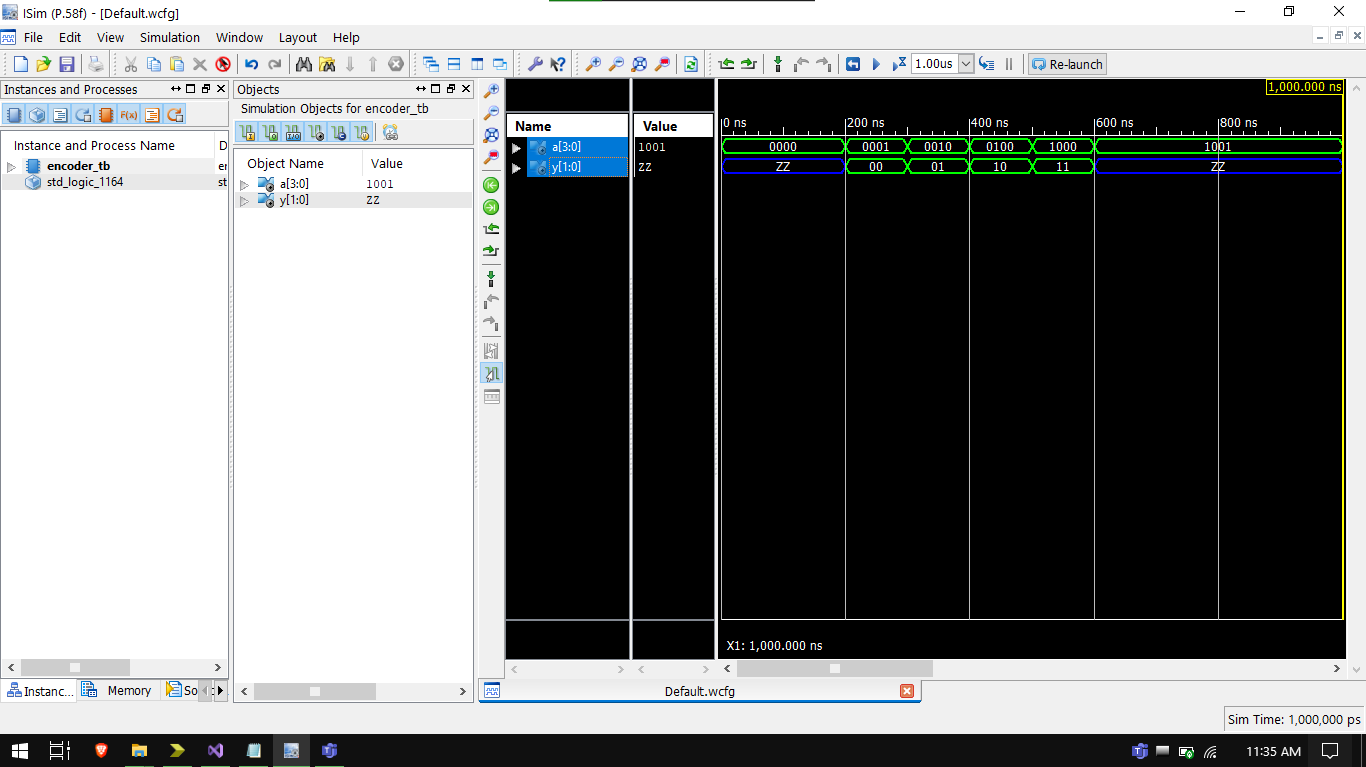 ISim (P.58f) - [Default.wcfg]
File Edit View Simulation Window Layout Help
1.00us Re-launch
Instances and Processes
Instance and Process Name D
encoder_tb er
std_logic_1164 st
Instanc... Memory So
Objects
Simulation Objects for encoder_tb
Object Name Value
a[3:0] 1001
y[1:0] ZZ
1,000.000 ns
Name Value 0 ns 200 ns 400 ns 600 ns 800 ns
a[3:0] 1001 0000 0001 0010 0100 1000 1001
y[1:0] ZZ ZZ 00 01 10 11 ZZ
X1: 1,000.000 ns
Default.wcfg
Sim Time: 1,000,000 ps
11:35 AM